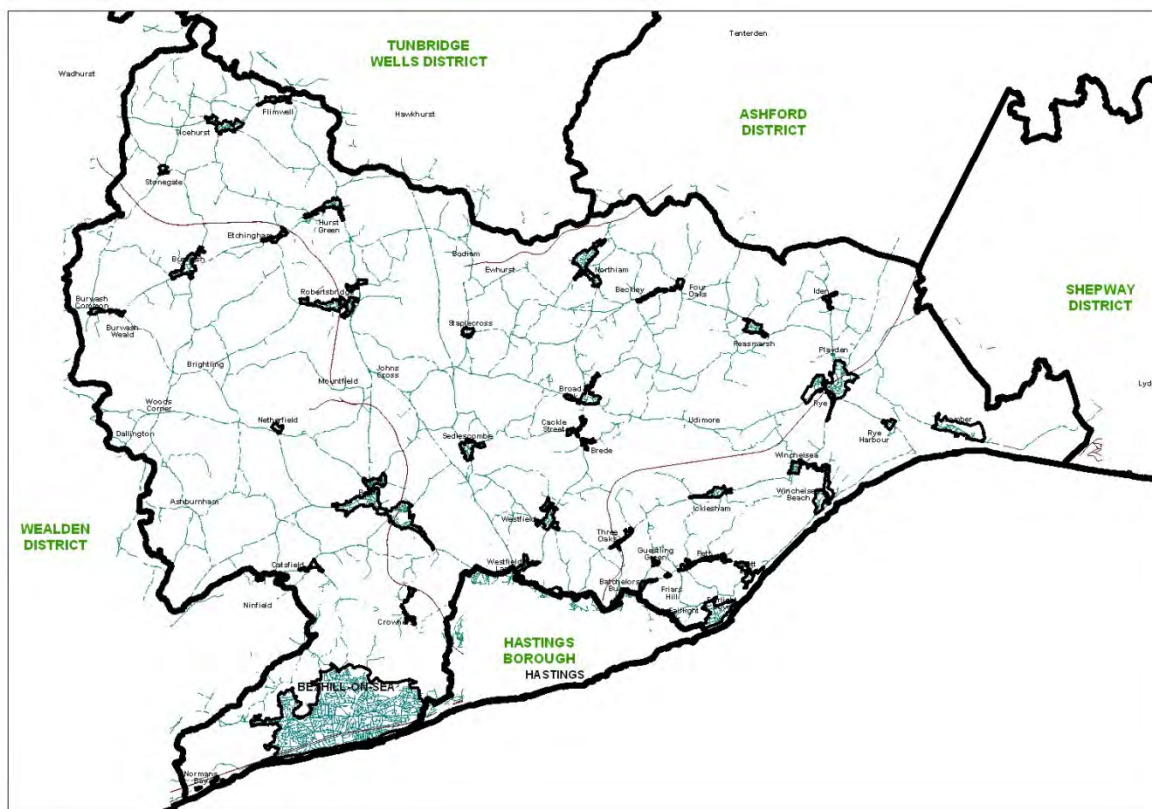 TUNBRIDGE
WELLS DISTRICT
Tenterden
Wadhurst
Flimwell
Hawkhurst
ASHFORD
DISTRICT
Ticehurst
Stonegate
Hurst
Green
Etchingham
Bodiam
Ewhurst
Northiam
Beckley
Four
Oaks
Iden
SHEPWAY
DISTRICT
Burwash
Common
Robertsbridge
Burwash
Weald
Staplecross
Peasmarsh
Playden
Brightling
Mountfield
Johns
Cross
Broad
Rye
Woods
Corner
Netherfield
Cackle
Street
Udimore
Rye
Harbour
Camber
Dallington
Sedlescombe
Brede
Winchelsea
Winchelsea
Beach
Ashburnham
Westfield
Icklesham
WEALDEN
DISTRICT
Three
Oaks
Guestling
Green
Pett
Catsfield
Westfield
Friars
Hill
Fairlight
Ninfield
HASTINGS
BOROUGH
HASTINGS
BEXHILL-ON-SEA
Normans
Bay